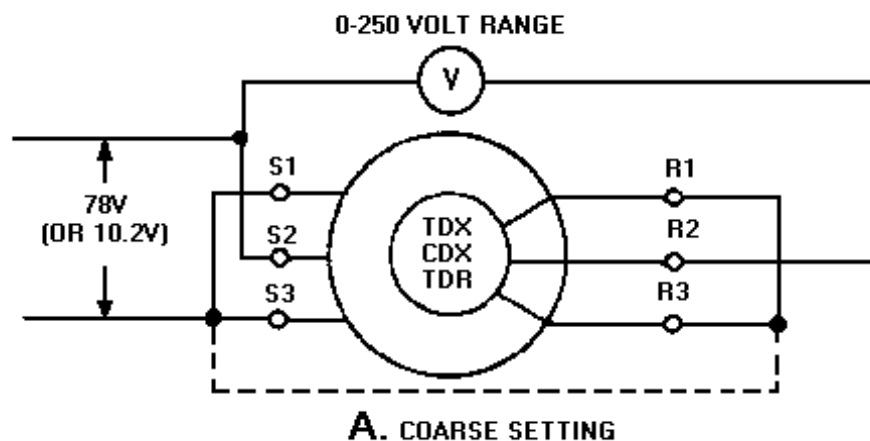 0-250 VOLT RANGE
V
S1
R1
78V
(OR 10.2V)
S2
TDX
CDX
TDR
R2
S3
R3
A. COARSE SETTING